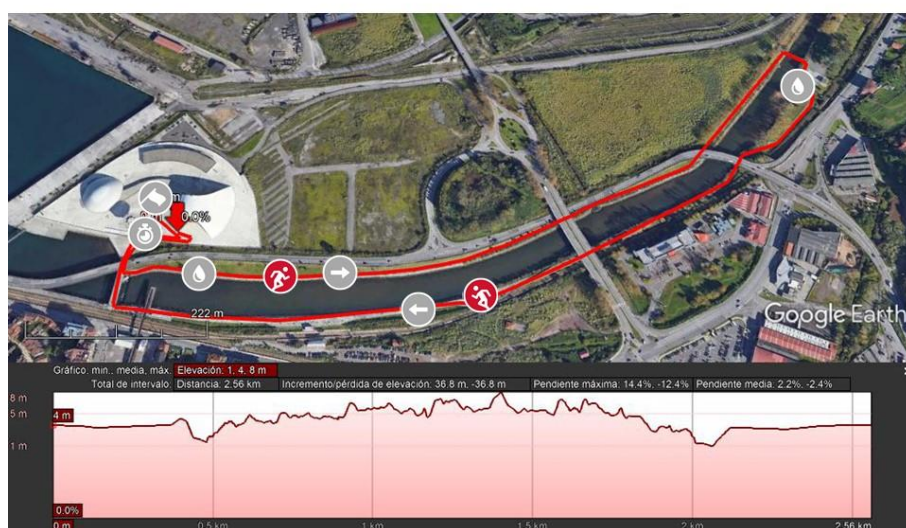 0.0%
222 m
Google Earth
Gráfico: min., media, máx. Elevación: 1, 4, 8 m
Total de intervalo: Distancia: 2.56 km Incremento/pérdida de elevación: 36.8 m, -36.8 m Pendiente máxima: 14.4%, -12.4% Pendiente media: 2.2%, -2.4%
8 m
5 m
4 m
1 m
0.0%
0 m 0.5 km 1 km 1.5 km 2 km 2.56 km